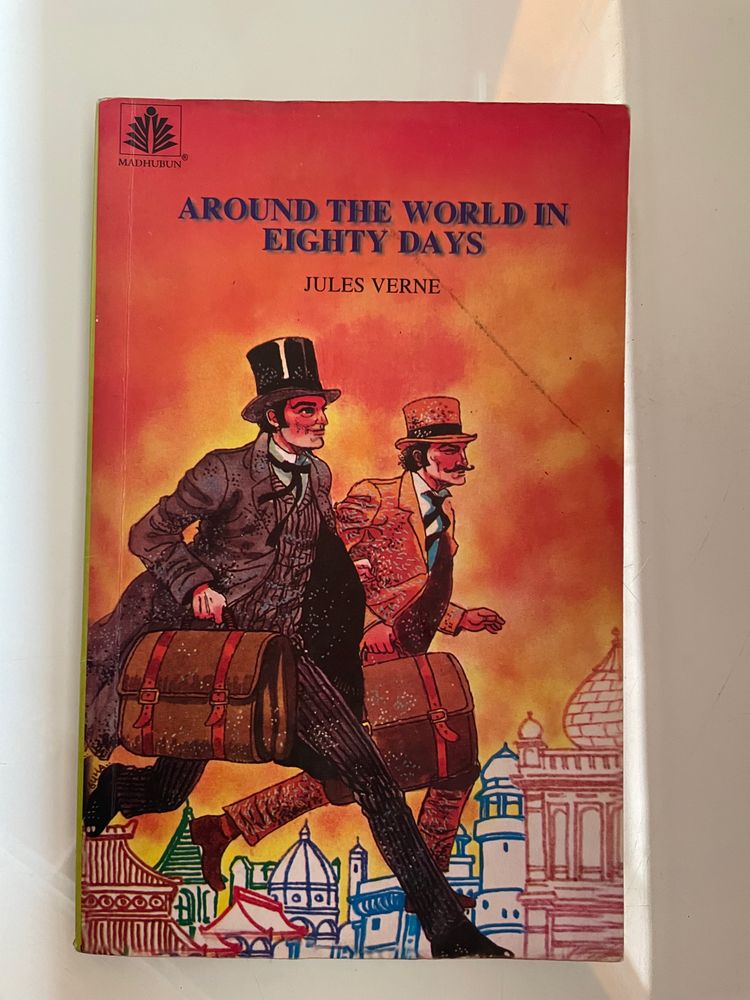 MADHUBUN®
AROUND THE WORLD IN
EIGHTY DAYS
JULES VERNE